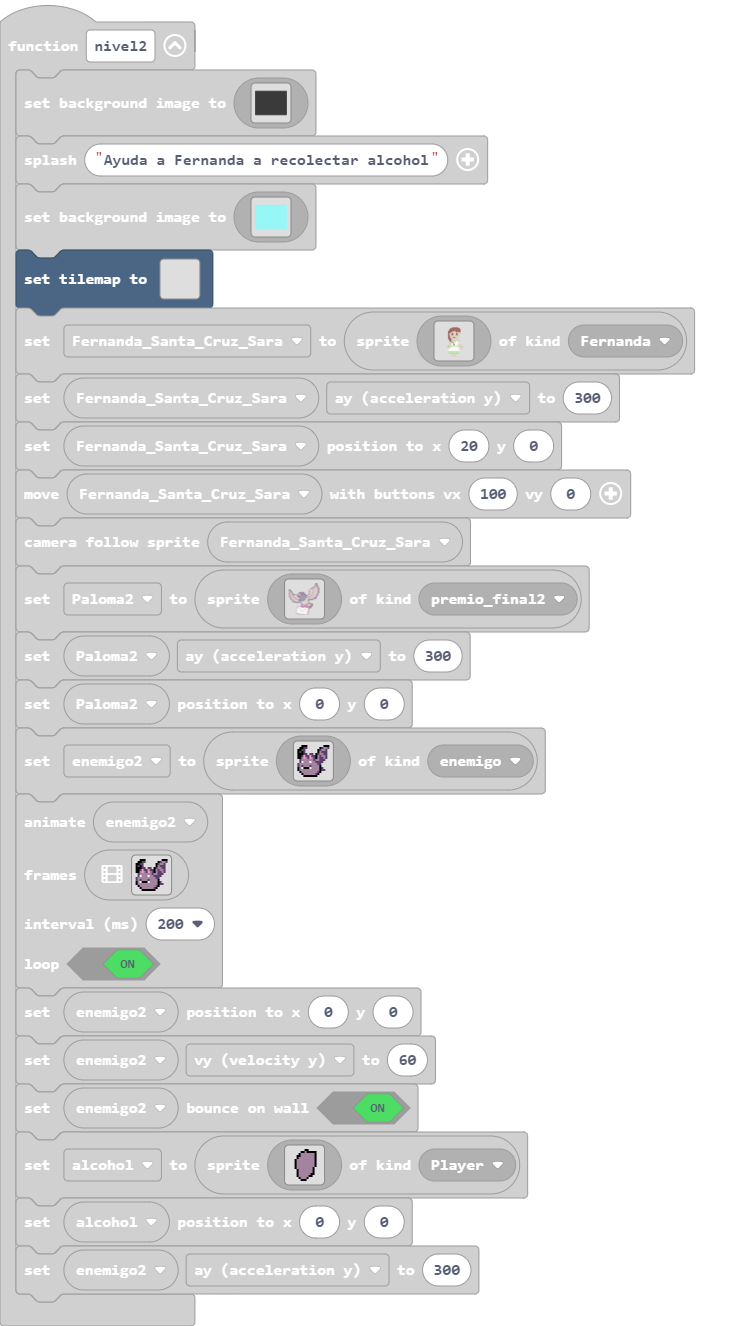 function nivel2
set background image to
splash "Ayuda a Fernanda a recolectar alcohol"
set background image to
set tilemap to
set Fernanda_Santa_Cruz_Sara to sprite of kind Fernanda
set Fernanda_Santa_Cruz_Sara ay (acceleration y) to 300
set Fernanda_Santa_Cruz_Sara position to x 20 y 0
move Fernanda_Santa_Cruz_Sara with buttons vx 100 vy 0
camera follow sprite Fernanda_Santa_Cruz_Sara
set Paloma2 to sprite of kind premio_final2
set Paloma2 ay (acceleration y) to 300
set Paloma2 position to x 0 y 0
set enemigo2 to sprite of kind enemigo
animate enemigo2
frames
interval (ms) 200
loop ON
set enemigo2 position to x 0 y 0
set enemigo2 vy (velocity y) to 60
set enemigo2 bounce on wall ON
set alcohol to sprite of kind Player
set alcohol position to x 0 y 0
set enemigo2 ay (acceleration y) to 300